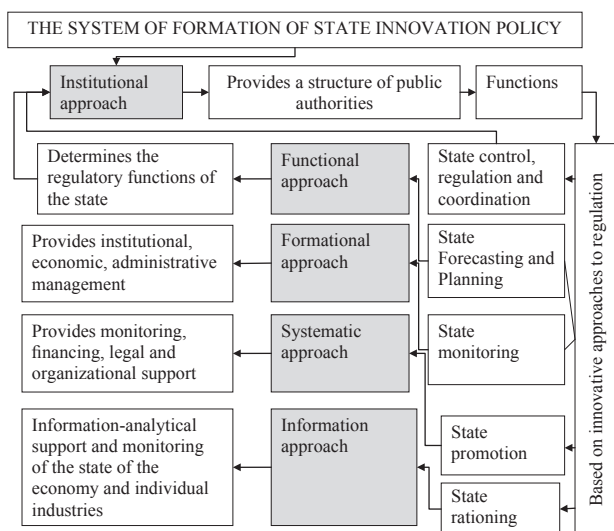 THE SYSTEM OF FORMATION OF STATE INNOVATION POLICY
Institutional
approach
Provides a structure of public
authorities
Functions
Determines the
regulatory functions of
the state
Functional
approach
State control,
regulation and
coordination
Provides institutional,
economic, administrative
management
Formational
approach
State
Forecasting and
Planning
Provides monitoring,
financing, legal and
organizational support
Systematic
approach
State
monitoring
Information-analytical
support and monitoring
of the state of the
economy and individual
industries
Information
approach
State
promotion
State
rationing
Based on innovative approaches to regulation